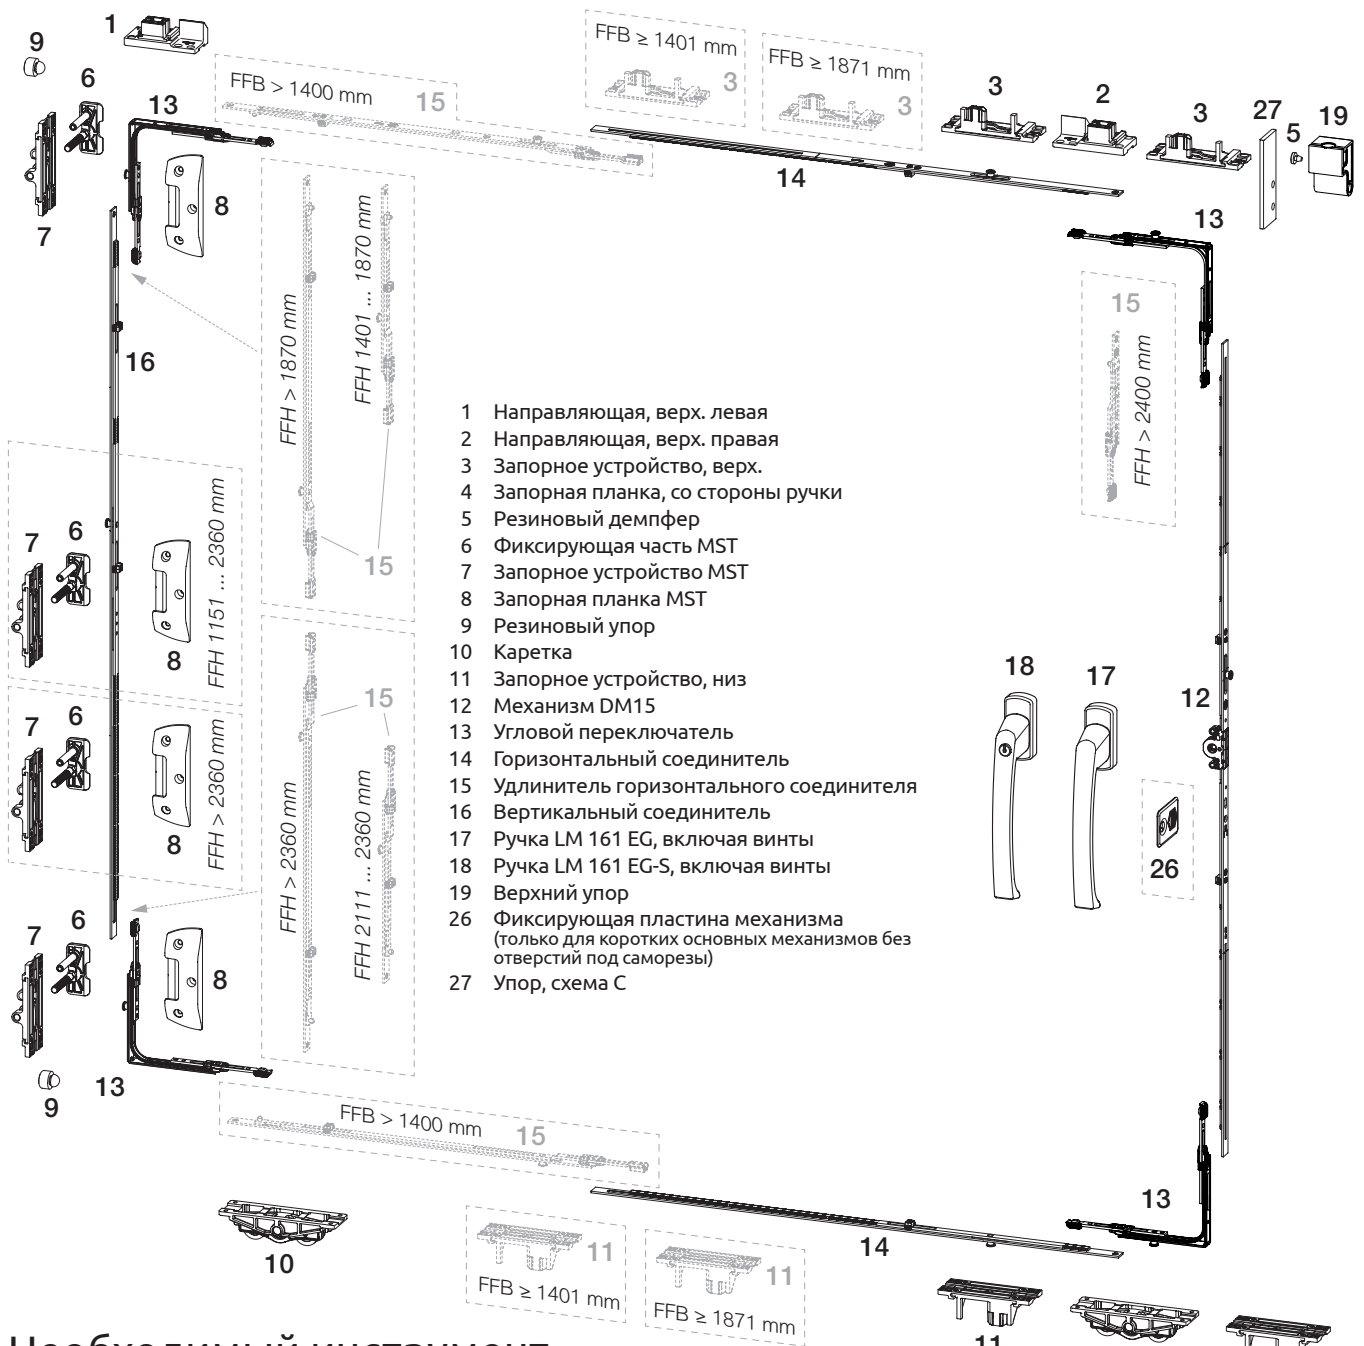 1
9
6
13
FFB > 1400 mm
15
FFB ≥ 1401 mm
3
FFB ≥ 1871 mm
3
3
2
3
27
5
19
7
8
14
13
16
FFH > 1870 mm
FFH 1401 ... 1870 mm
15
15
FFH > 2400 mm
1 Направляющая, верх. левая
2 Направляющая, верх. правая
3 Запорное устройство, верх.
4 Запорная планка, со стороны ручки
5 Резиновый демпфер
6 Фиксирующая часть MST
7 Запорное устройство MST
8 Запорная планка MST
9 Резиновый упор
10 Каретка
11 Запорное устройство, низ
12 Механизм DM15
13 Угловой переключатель
14 Горизонтальный соединитель
15 Удлинитель горизонтального соединителя
16 Вертикальный соединитель
17 Ручка LM 161 EG, включая винты
18 Ручка LM 161 EG-S, включая винты
19 Верхний упор
26 Фиксирующая пластина механизма
(только для коротких основных механизмов без
отверстий под саморезы)
27 Упор, схема C
7
6
8
FFH 1151 ... 2360 mm
7
6
8
FFH > 2360 mm
15
FFH > 2360 mm
FFH 2111 ... 2360 mm
18
17
12
26
7
6
8
13
9
FFB > 1400 mm
15
13
10
11
FFB ≥ 1401 mm
11
FFB ≥ 1871 mm
14
11
Необходимый инструмент